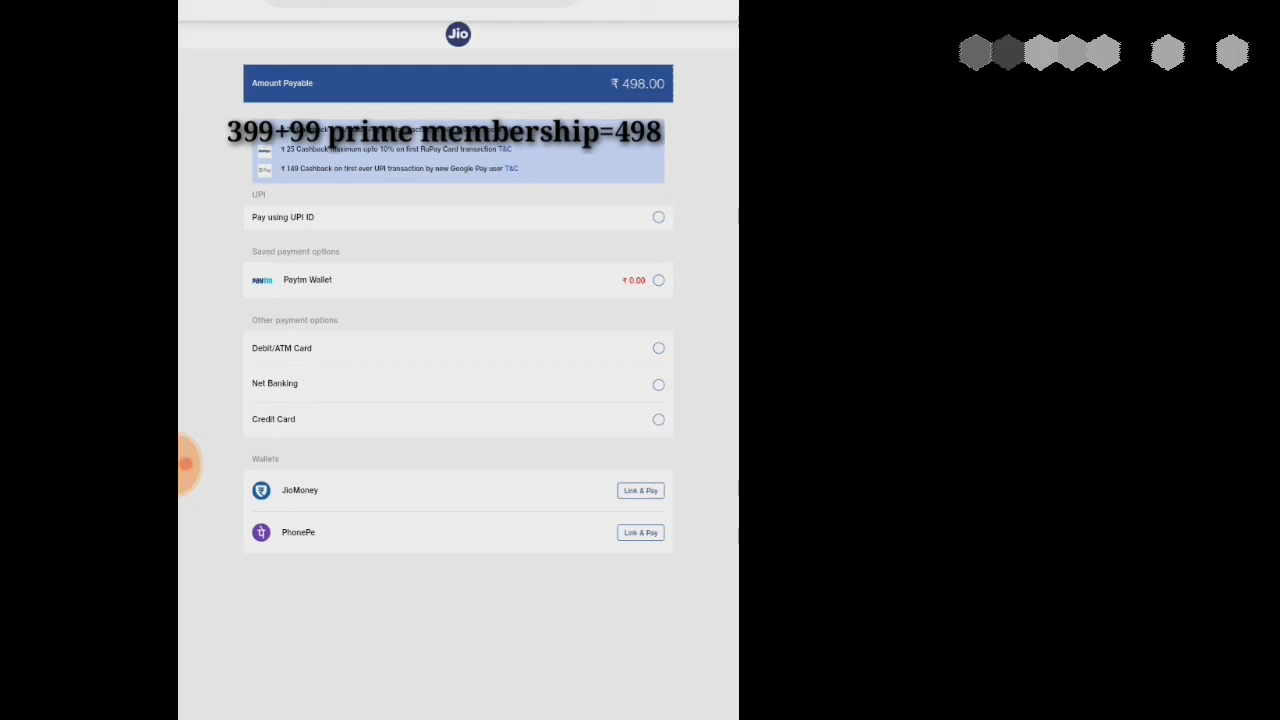 Jio
Amount Payable ₹ 498.00
399+99 prime membership=498
₹ 25 Cashback maximum upto 10% on first RuPay Card transaction T&C
₹ 149 Cashback on first ever UPI transaction by new Google Pay user T&C
UPI
Pay using UPI ID
Saved payment options
paytm Paytm Wallet ₹ 0.00
Other payment options
Debit/ATM Card
Net Banking
Credit Card
Wallets
JioMoney Link & Pay
पे PhonePe Link & Pay